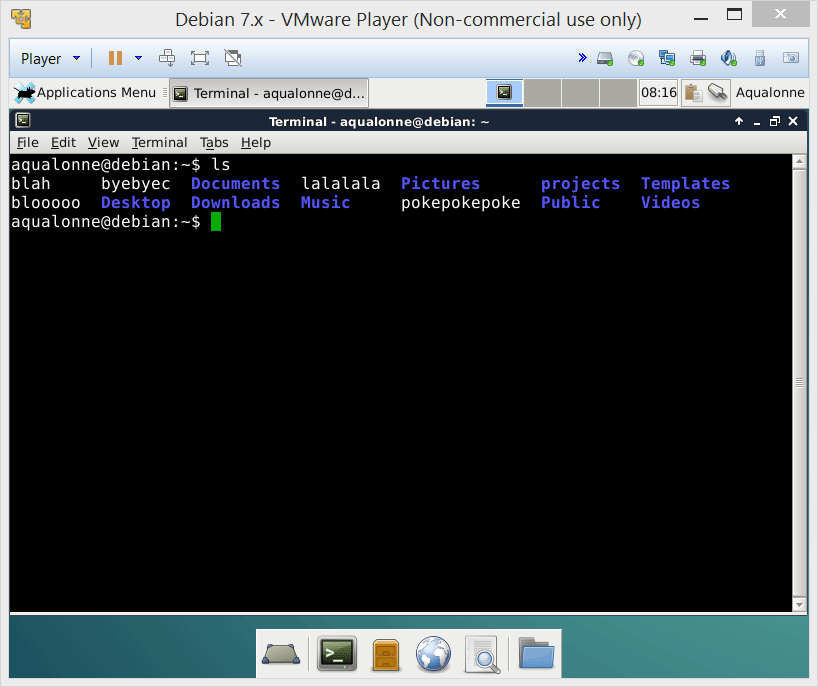 Debian 7.x - VMware Player (Non-commercial use only)
Player
Applications Menu Terminal - aqualonne@d... 08:16 Aqualonne
Terminal - aqualonne@debian: ~
File Edit View Terminal Tabs Help
aqualonne@debian:~$ ls
blah byebyec Documents lalalala Pictures projects Templates
blooooo Desktop Downloads Music pokepokepoke Public Videos
aqualonne@debian:~$